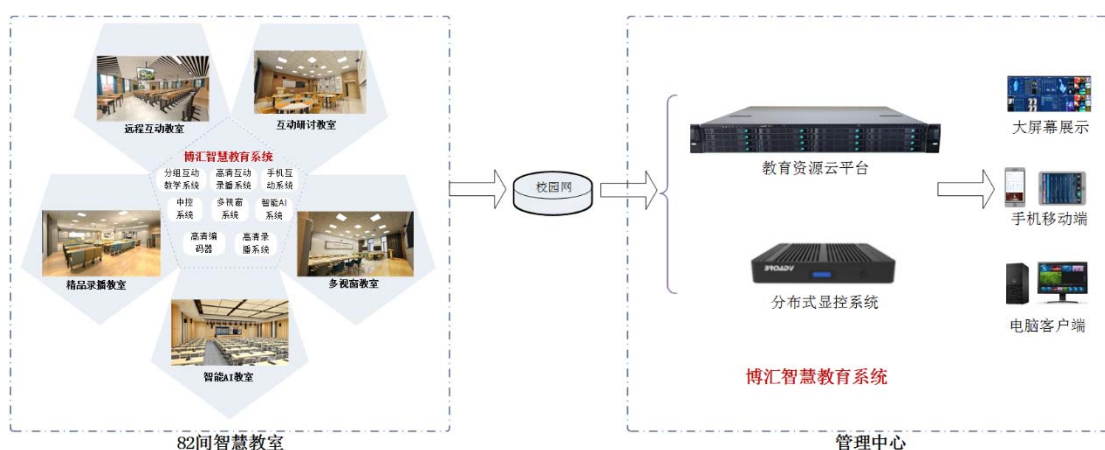 远程互动教室
互动研讨教室
博汇智慧教育系统
分组互动
教学系统
高清互动
录播系统
手机互
动系统
中控
系统
多视窗
系统
智能AI
系统
高清编
码器
高清录
播系统
精品录播教室
多视窗教室
智能AI教室
82间智慧教室
校园网
教育资源云平台
BROADV
分布式显控系统
博汇智慧教育系统
大屏幕展示
手机移动端
电脑客户端
管理中心